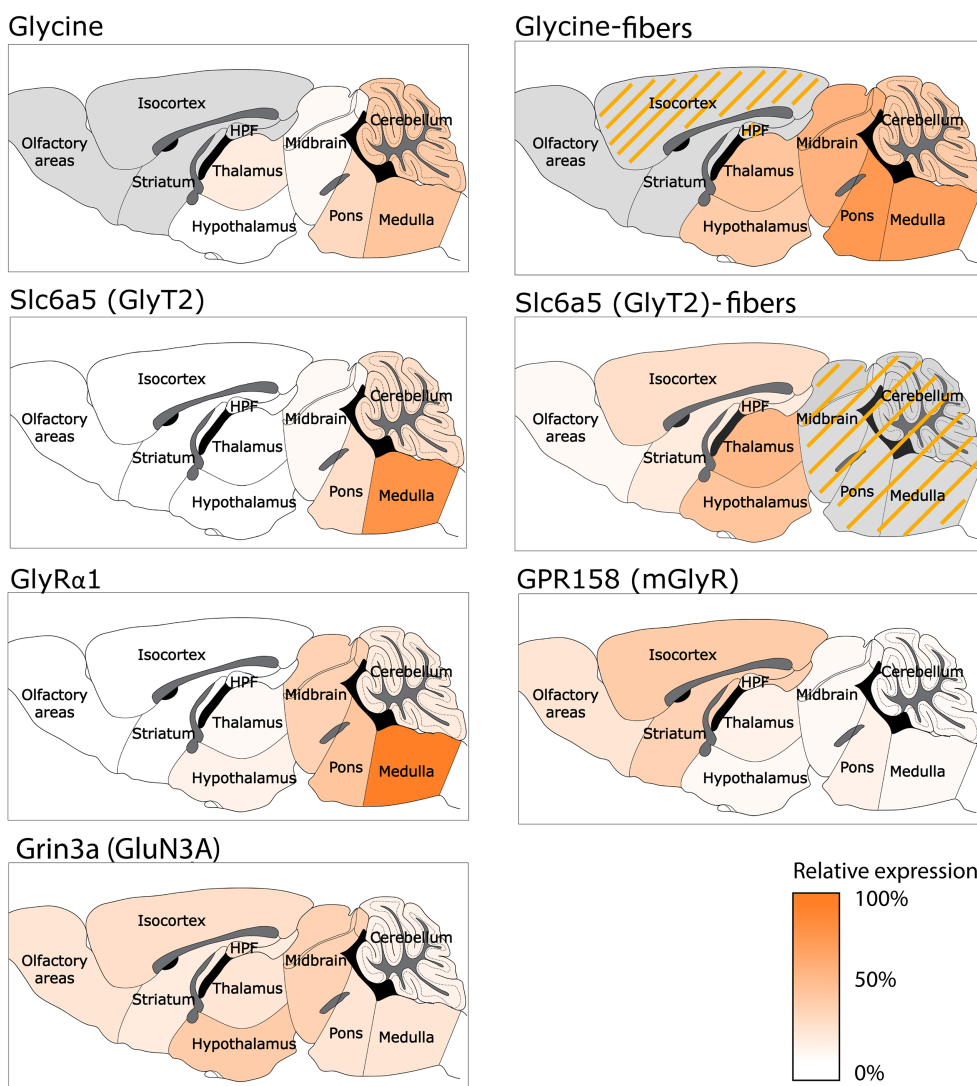 Glycine
Isocortex
Olfactory
areas
HPF
Midbrain
Cerebellum
Striatum
Thalamus
Hypothalamus
Pons
Medulla
Glycine-fibers
Isocortex
Olfactory
areas
HPF
Midbrain
Cerebellum
Striatum
Thalamus
Hypothalamus
Pons
Medulla
Slc6a5 (GlyT2)
Isocortex
Olfactory
areas
HPF
Midbrain
Cerebellum
Striatum
Thalamus
Hypothalamus
Pons
Medulla
Slc6a5 (GlyT2)-fibers
Isocortex
Olfactory
areas
HPF
Midbrain
Cerebellum
Striatum
Thalamus
Hypothalamus
Pons
Medulla
GlyRα1
Isocortex
Olfactory
areas
HPF
Midbrain
Cerebellum
Striatum
Thalamus
Hypothalamus
Pons
Medulla
GPR158 (mGlyR)
Isocortex
Olfactory
areas
HPF
Midbrain
Cerebellum
Striatum
Thalamus
Hypothalamus
Pons
Medulla
Grin3a (GluN3A)
Isocortex
Olfactory
areas
HPF
Midbrain
Cerebellum
Striatum
Thalamus
Hypothalamus
Pons
Medulla
Relative expression
100%
50%
0%